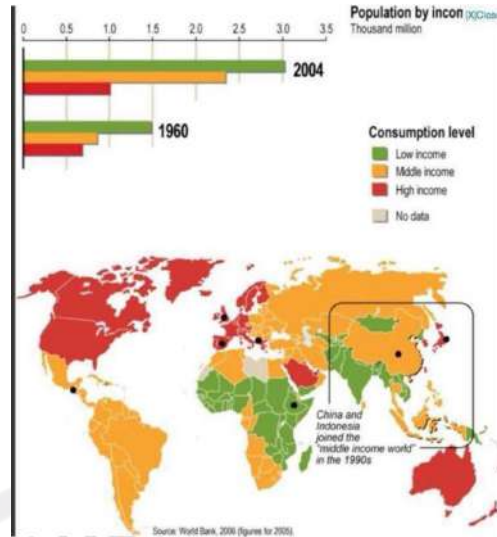 Population by incom [X]Close
Thousand million
0 0.5 1.0 1.5 2.0 2.5 3.0 3.5
2004
1960
Consumption level
Low income
Middle income
High income
No data
China and
Indonesia
joined the
"middle income world"
in the 1990s
Source: World Bank, 2006 (figures for 2005).